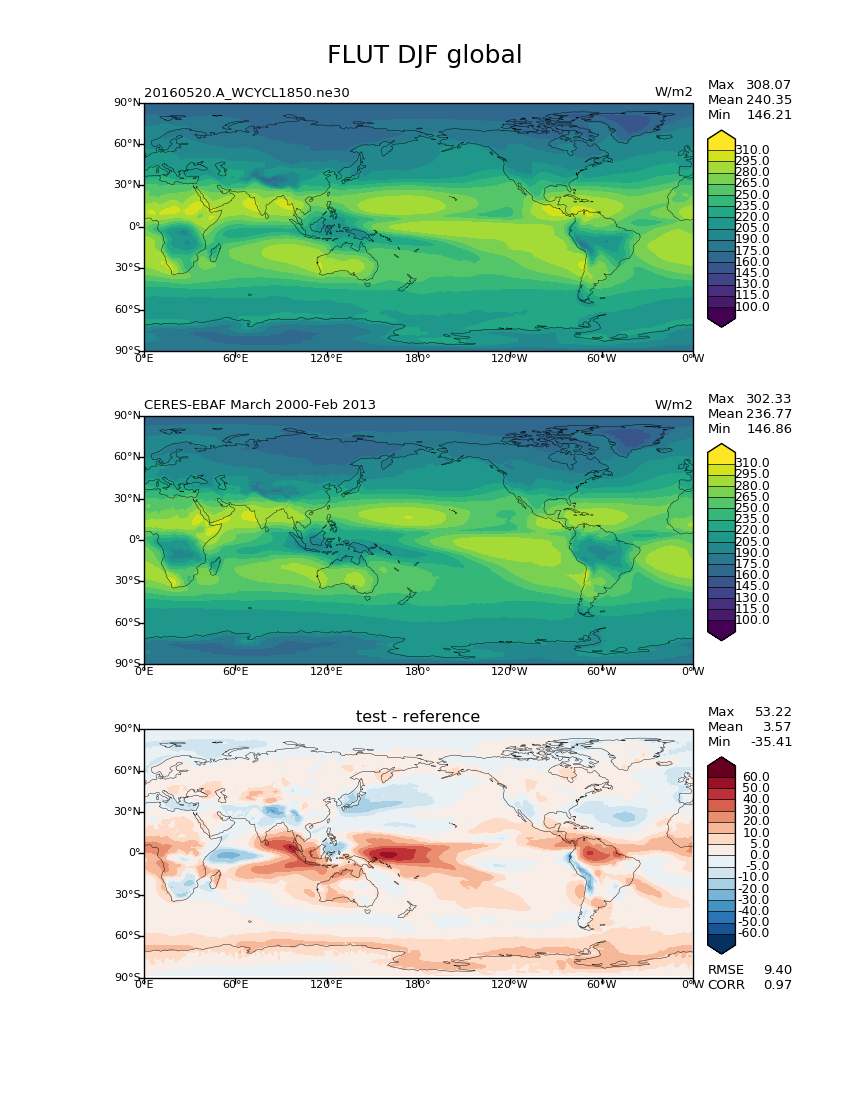 FLUT DJF global
20160520.A_WCYCL1850.ne30 W/m2
Max 308.07
Mean 240.35
Min 146.21
90°N
60°N
30°N
0°
30°S
60°S
90°S
0°E 60°E 120°E 180° 120°W 60°W 0°W
310.0
295.0
280.0
265.0
250.0
235.0
220.0
205.0
190.0
175.0
160.0
145.0
130.0
115.0
100.0
CERES-EBAF March 2000-Feb 2013 W/m2
Max 302.33
Mean 236.77
Min 146.86
90°N
60°N
30°N
0°
30°S
60°S
90°S
0°E 60°E 120°E 180° 120°W 60°W 0°W
310.0
295.0
280.0
265.0
250.0
235.0
220.0
205.0
190.0
175.0
160.0
145.0
130.0
115.0
100.0
test - reference
Max 53.22
Mean 3.57
Min -35.41
90°N
60°N
30°N
0°
30°S
60°S
90°S
0°E 60°E 120°E 180° 120°W 60°W 0°W
60.0
50.0
40.0
30.0
20.0
10.0
5.0
0.0
-5.0
-10.0
-20.0
-30.0
-40.0
-50.0
-60.0
RMSE 9.40
CORR 0.97